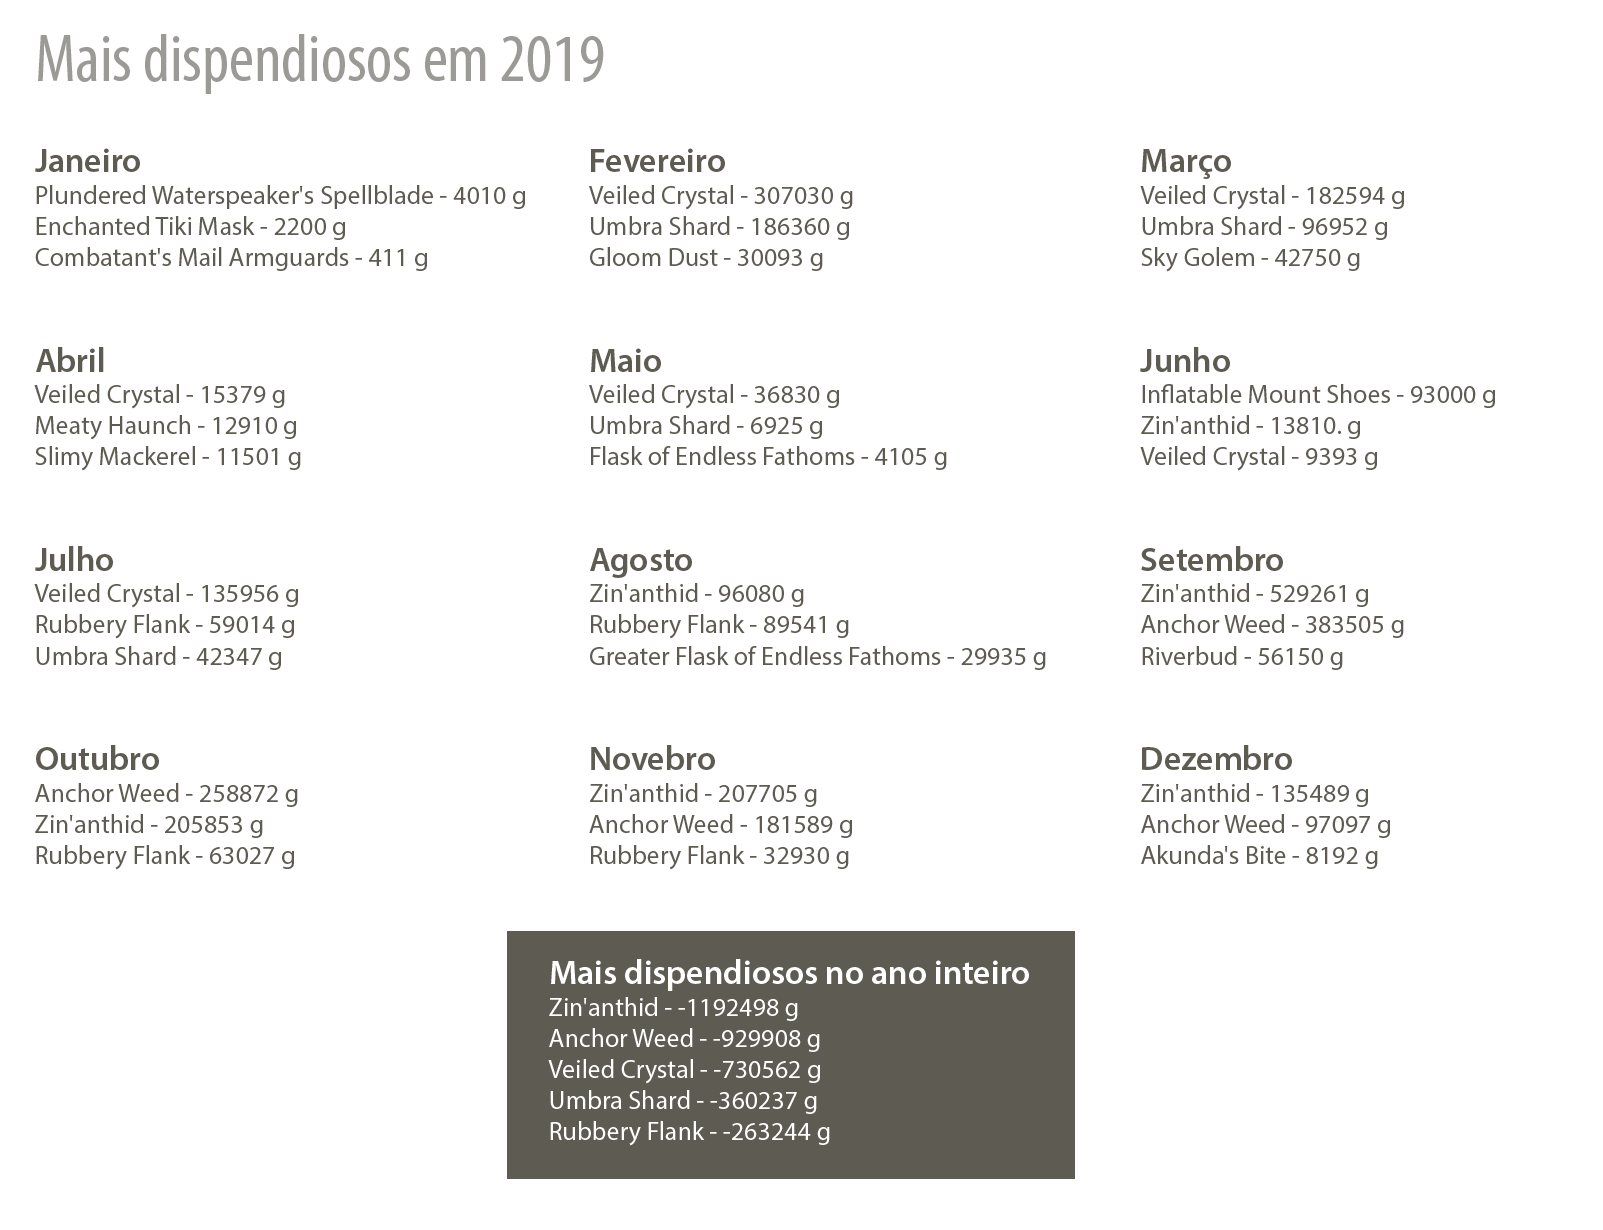 Mais dispendiosos em 2019
Janeiro
Plundered Waterspeaker's Spellblade - 4010 g
Enchanted Tiki Mask - 2200 g
Combatant's Mail Armguards - 411 g
Fevereiro
Veiled Crystal - 307030 g
Umbra Shard - 186360 g
Gloom Dust - 30093 g
Março
Veiled Crystal - 182594 g
Umbra Shard - 96952 g
Sky Golem - 42750 g
Abril
Veiled Crystal - 15379 g
Meaty Haunch - 12910 g
Slimy Mackerel - 11501 g
Maio
Veiled Crystal - 36830 g
Umbra Shard - 6925 g
Flask of Endless Fathoms - 4105 g
Junho
Inflatable Mount Shoes - 93000 g
Zin'anthid - 13810. g
Veiled Crystal - 9393 g
Julho
Veiled Crystal - 135956 g
Rubbery Flank - 59014 g
Umbra Shard - 42347 g
Agosto
Zin'anthid - 96080 g
Rubbery Flank - 89541 g
Greater Flask of Endless Fathoms - 29935 g
Setembro
Zin'anthid - 529261 g
Anchor Weed - 383505 g
Riverbud - 56150 g
Outubro
Anchor Weed - 258872 g
Zin'anthid - 205853 g
Rubbery Flank - 63027 g
Novebro
Zin'anthid - 207705 g
Anchor Weed - 181589 g
Rubbery Flank - 32930 g
Dezembro
Zin'anthid - 135489 g
Anchor Weed - 97097 g
Akunda's Bite - 8192 g
Mais dispendiosos no ano inteiro
Zin'anthid - -1192498 g
Anchor Weed - -929908 g
Veiled Crystal - -730562 g
Umbra Shard - -360237 g
Rubbery Flank - -263244 g